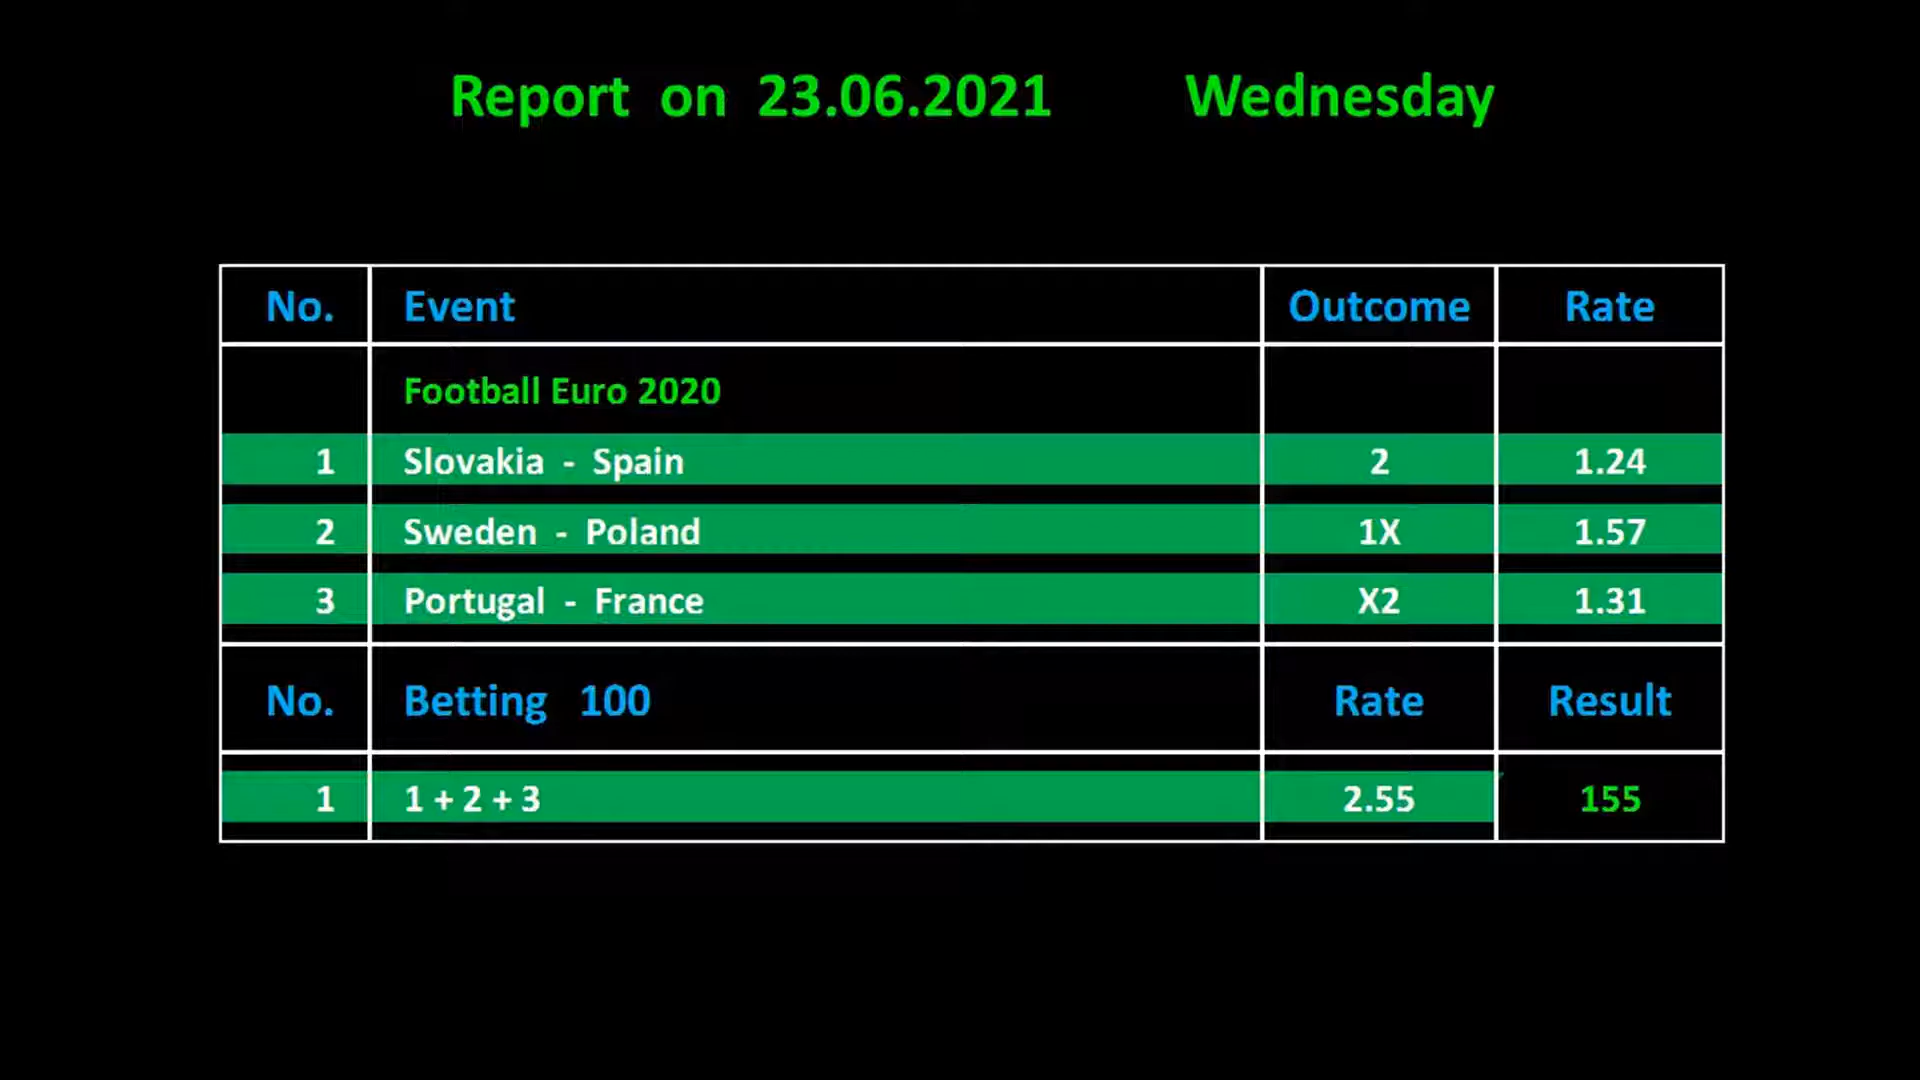 Report on 23.06.2021 Wednesday
No. Event Outcome Rate
Football Euro 2020
1 Slovakia - Spain 2 1.24
2 Sweden - Poland 1X 1.57
3 Portugal - France X2 1.31
No. Betting 100 Rate Result
1 1 + 2 + 3 2.55 155